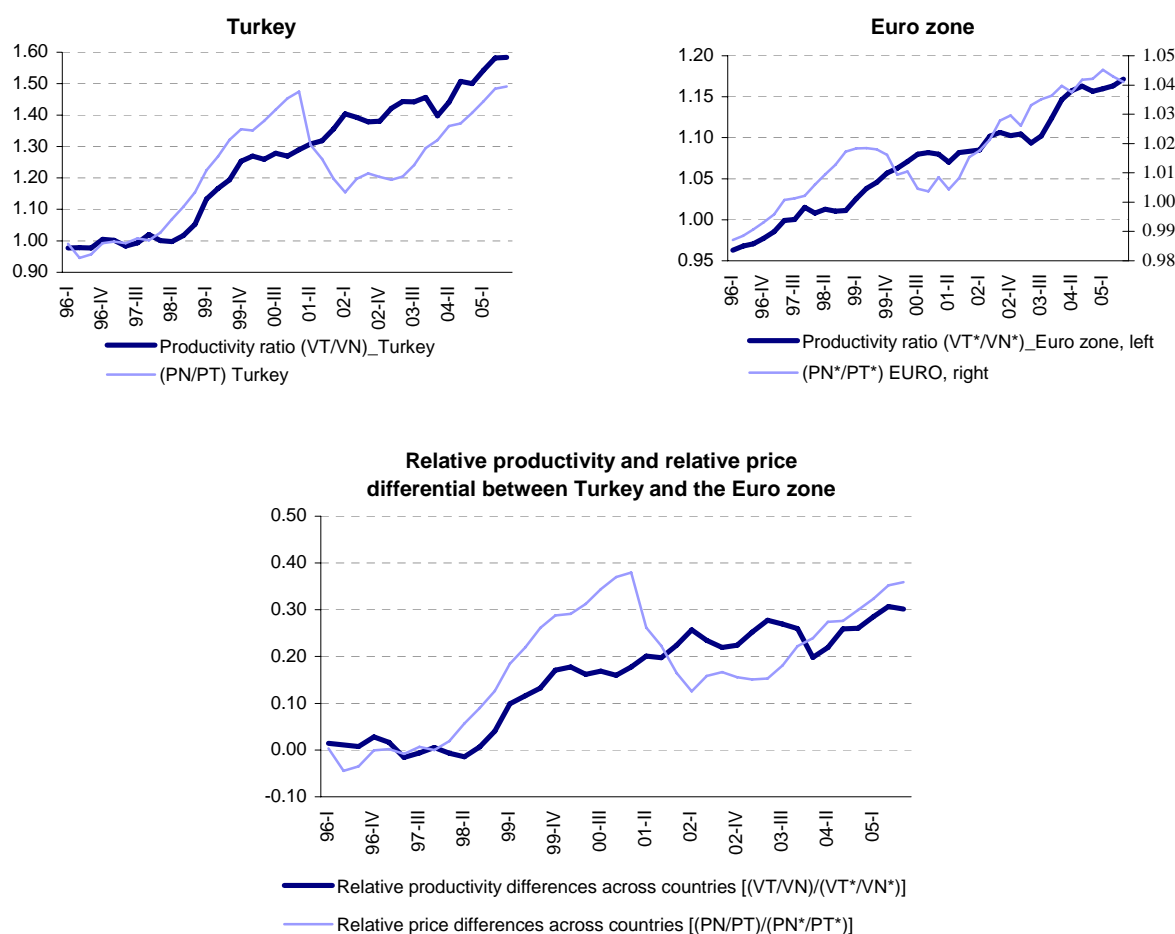 Turkey
1.60
1.50
1.40
1.30
1.20
1.10
1.00
0.90
96-I
96-IV
97-III
98-II
99-I
99-IV
00-III
01-II
02-I
02-IV
03-III
04-II
05-I
Productivity ratio (VT/VN)_Turkey
(PN/PT) Turkey
Euro zone
1.20
1.15
1.10
1.05
1.00
0.95
1.05
1.04
1.03
1.02
1.01
1.00
0.99
0.98
96-I
96-IV
97-III
98-II
99-I
99-IV
00-III
01-II
02-I
02-IV
03-III
04-II
05-I
Productivity ratio (VT*/VN*)_Euro zone, left
(PN*/PT*) EURO, right
Relative productivity and relative price
differential between Turkey and the Euro zone
0.50
0.40
0.30
0.20
0.10
0.00
-0.10
96-I
96-IV
97-III
98-II
99-I
99-IV
00-III
01-II
02-I
02-IV
03-III
04-II
05-I
Relative productivity differences across countries [(VT/VN)/(VT*/VN*)]
Relative price differences across countries [(PN/PT)/(PN*/PT*)]